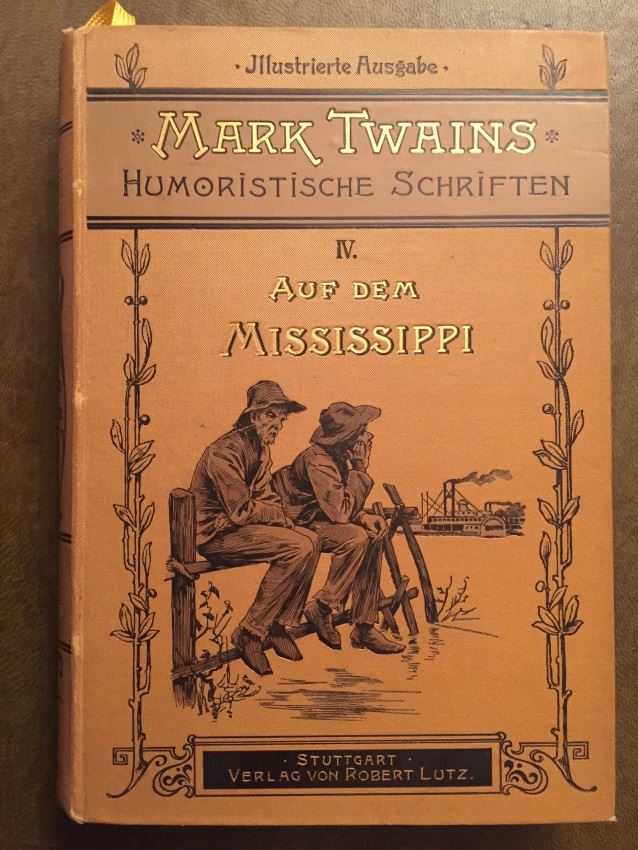 · Jllustrierte Ausgabe ·
MARK TWAINS
HUMORISTISCHE SCHRIFTEN
IV.
AUF DEM
MISSISSIPPI
· STUTTGART ·
VERLAG VON ROBERT LUTZ.